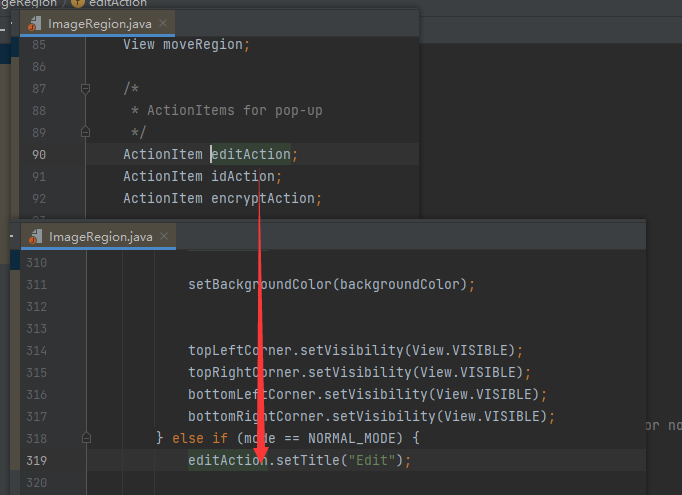 ageRegion editAction
ImageRegion.java
85 View moveRegion;
86
87 /*
88 * ActionItems for pop-up
89 */
90 ActionItem editAction;
91 ActionItem idAction;
92 ActionItem encryptAction;
ImageRegion.java
310
311 setBackgroundColor(backgroundColor);
312
313
314 topLeftCorner.setVisibility(View.VISIBLE);
315 topRightCorner.setVisibility(View.VISIBLE);
316 bottomLeftCorner.setVisibility(View.VISIBLE);
317 bottomRightCorner.setVisibility(View.VISIBLE);
or no
318 } else if (mode == NORMAL_MODE) {
319 editAction.setTitle("Edit");
320